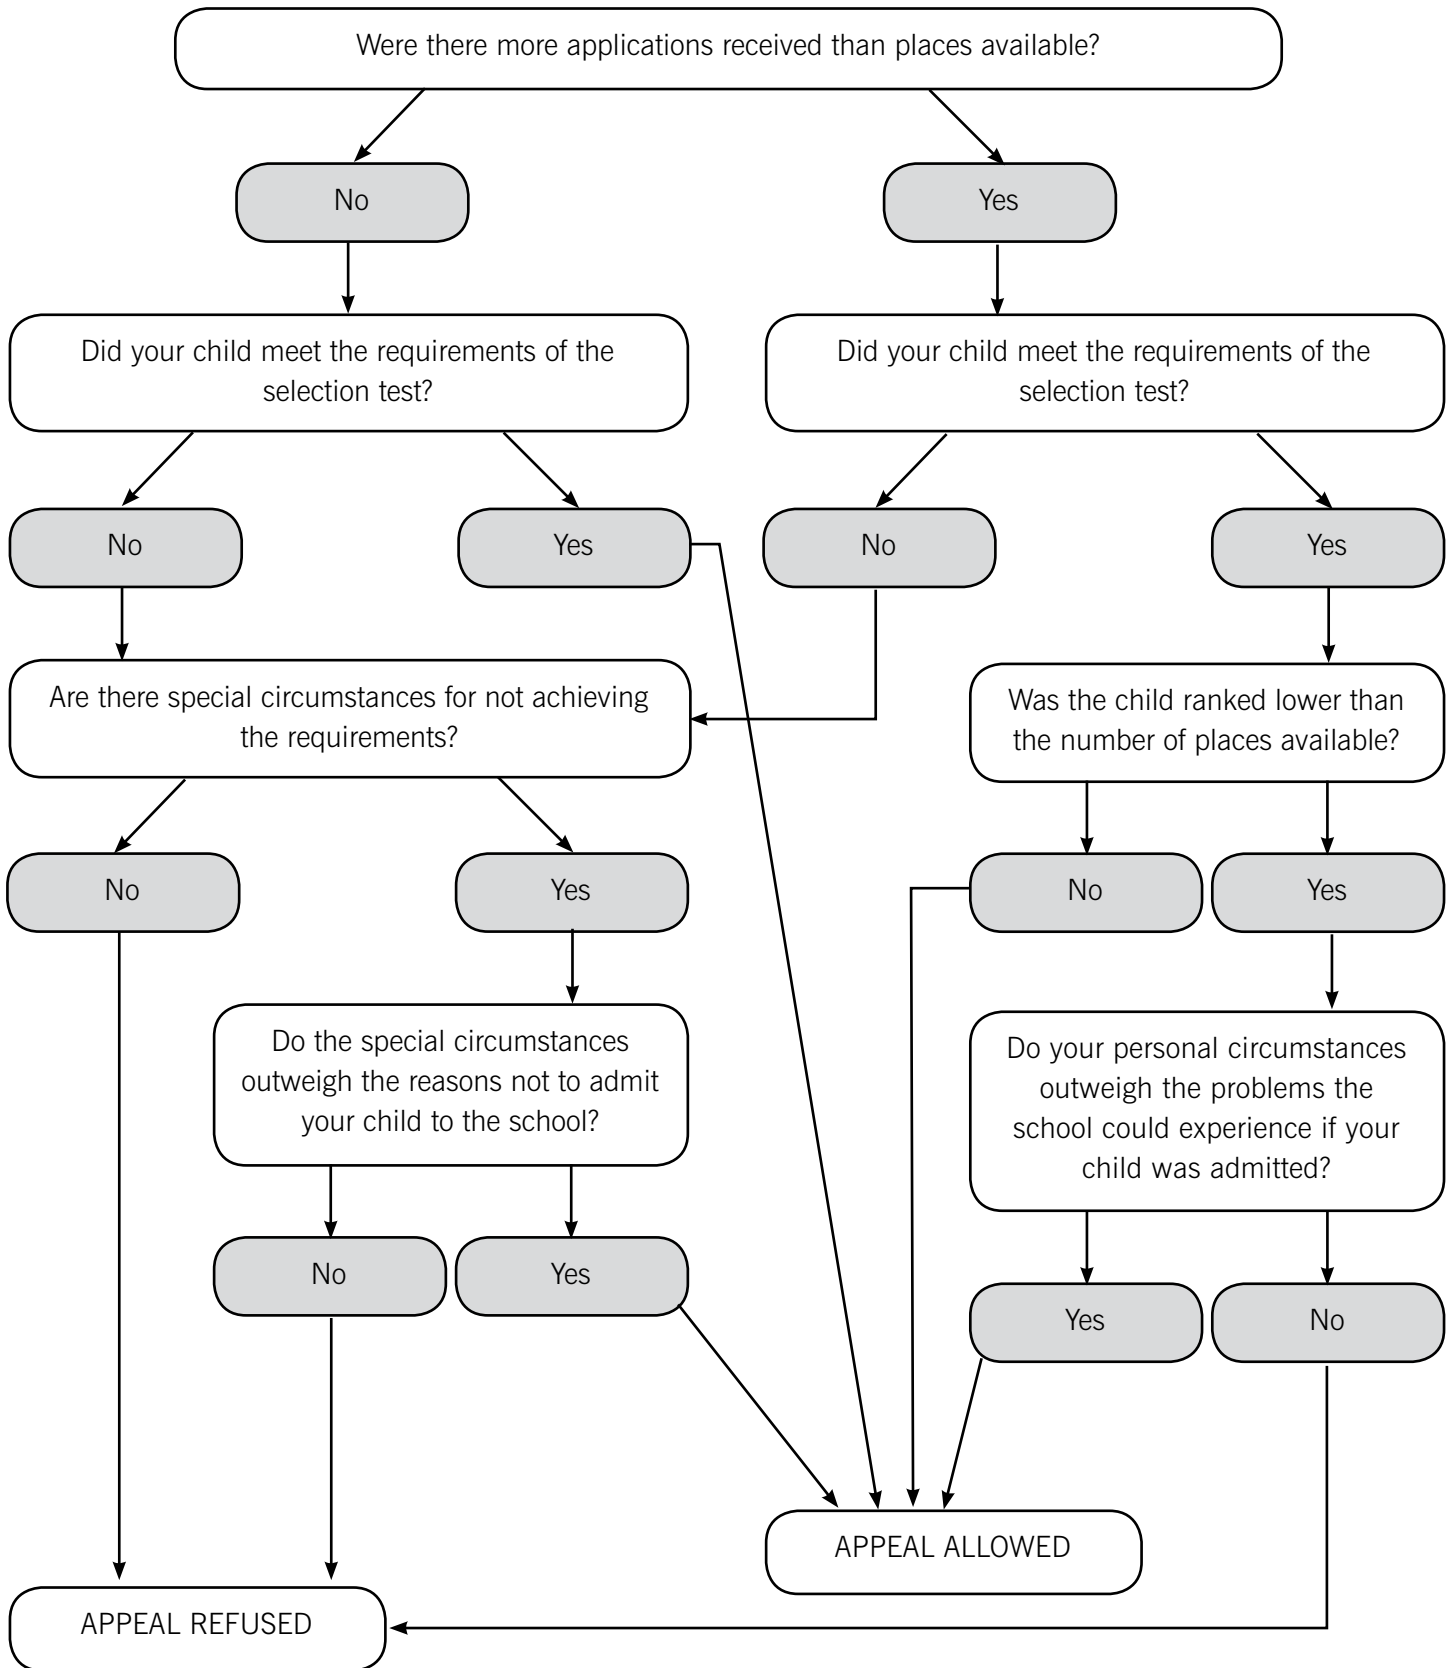 Were there more applications received than places available?
No
Yes
Did your child meet the requirements of the
selection test?
Did your child meet the requirements of the
selection test?
No
Yes
No
Yes
Are there special circumstances for not achieving
the requirements?
Was the child ranked lower than
the number of places available?
No
Yes
No
Yes
Do the special circumstances
outweigh the reasons not to admit
your child to the school?
Do your personal circumstances
outweigh the problems the
school could experience if your
child was admitted?
No
Yes
Yes
No
APPEAL ALLOWED
APPEAL REFUSED